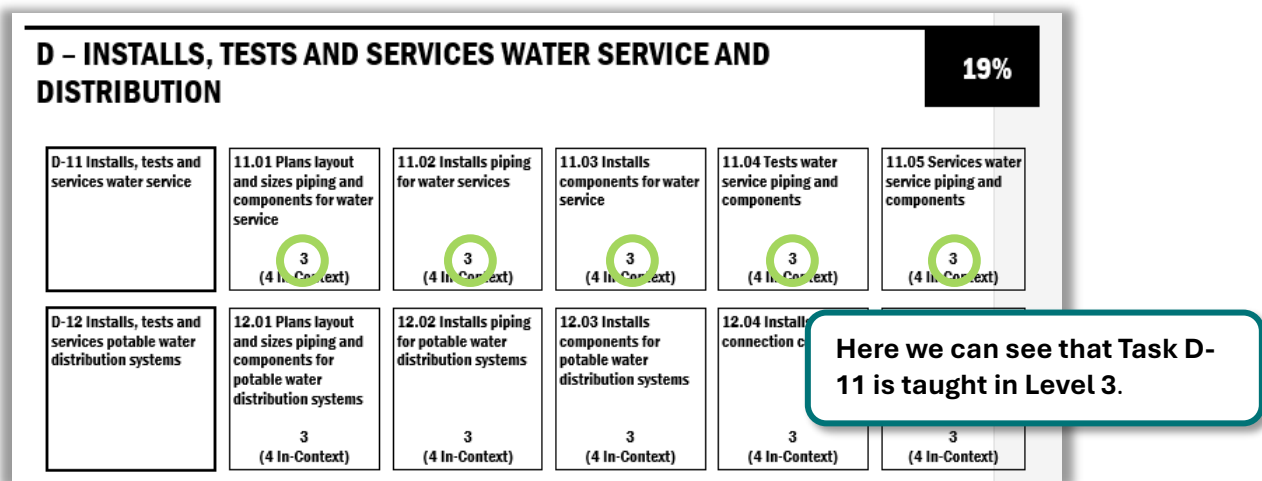 D – INSTALLS, TESTS AND SERVICES WATER SERVICE AND
DISTRIBUTION
19%
D-11 Installs, tests and
services water service
11.01 Plans layout
and sizes piping and
components for water
service
3
(4 In-Context)
11.02 Installs piping
for water services
3
(4 In-Context)
11.03 Installs
components for water
service
3
(4 In-Context)
11.04 Tests water
service piping and
components
3
(4 In-Context)
11.05 Services water
service piping and
components
3
(4 In-Context)
D-12 Installs, tests and
services potable water
distribution systems
12.01 Plans layout
and sizes piping and
components for
potable water
distribution systems
3
(4 In-Context)
12.02 Installs piping
for potable water
distribution systems
3
(4 In-Context)
12.03 Installs
components for
potable water
distribution systems
3
(4 In-Context)
12.04 Installs
connection
3
(4 In-Context)
3
(4 In-Context)
Here we can see that Task D-
11 is taught in Level 3.